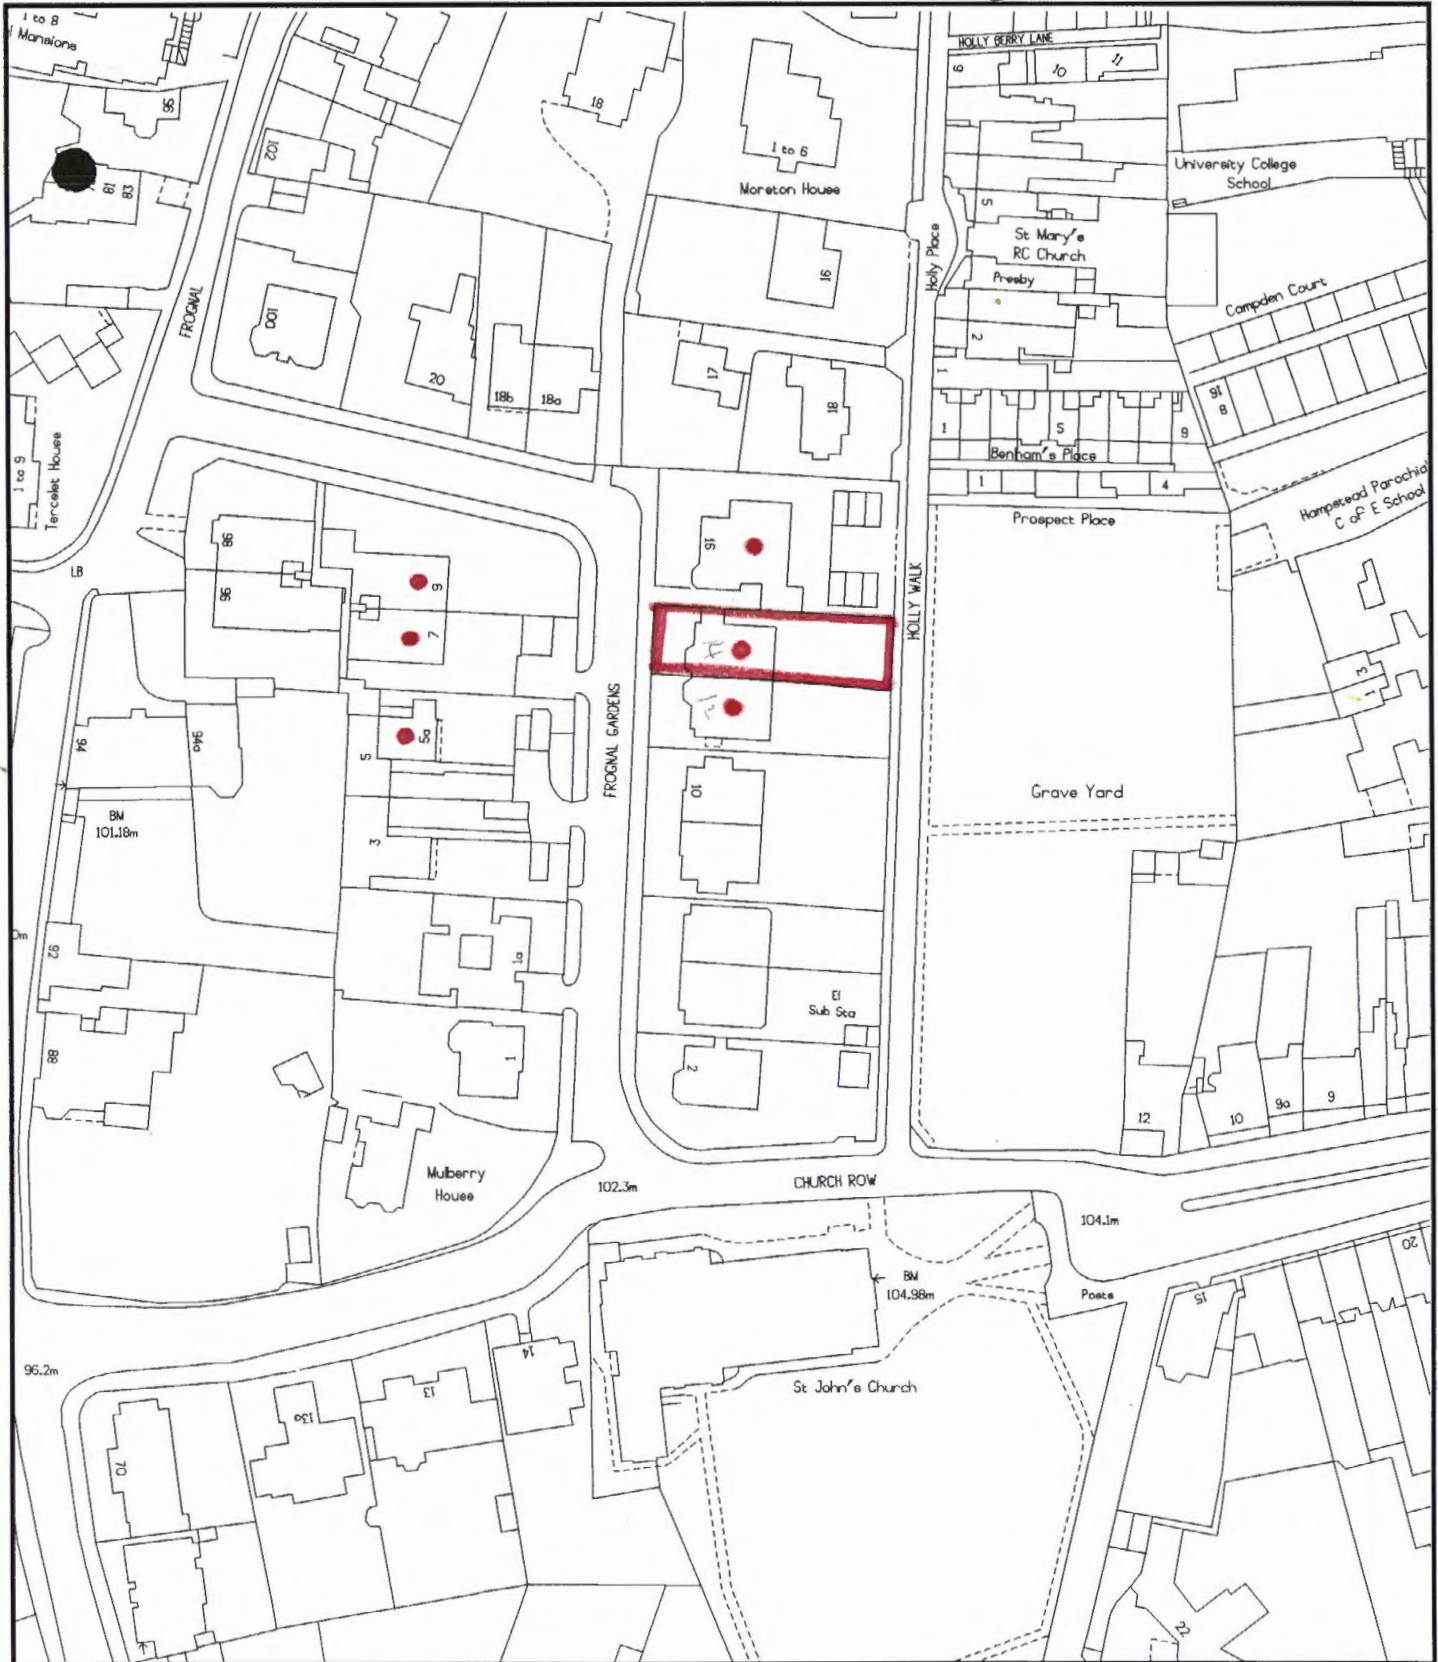 1 to 8
Mansions
HOLLY BERRY LANE
9
10
11
95
18
1 to 6
Moreton House
University College
School
102
81
83
5
St Mary's
RC Church
Presby
Holly Place
16
Campden Court
FROGNAL
100
2
20
17
18b
18a
18
1
16
8
1
5
9
Benham's Place
1 to 9
Tercelet House
1
4
Hampstead Parochial
C of E School
Prospect Place
98
16
LB
96
6
HOLLY WALK
7
14
3
1
12
94
94a
5
5a
FROGNAL GARDENS
10
Grave Yard
BM
101.18m
3
0m
92
1a
El
Sub Sta
88
1
2
12
10
9a
9
Mulberry
House
102.3m
CHURCH ROW
104.1m
20
BM
104.98m
Posts
15
96.2m
14
St John's Church
13
13a
70
22